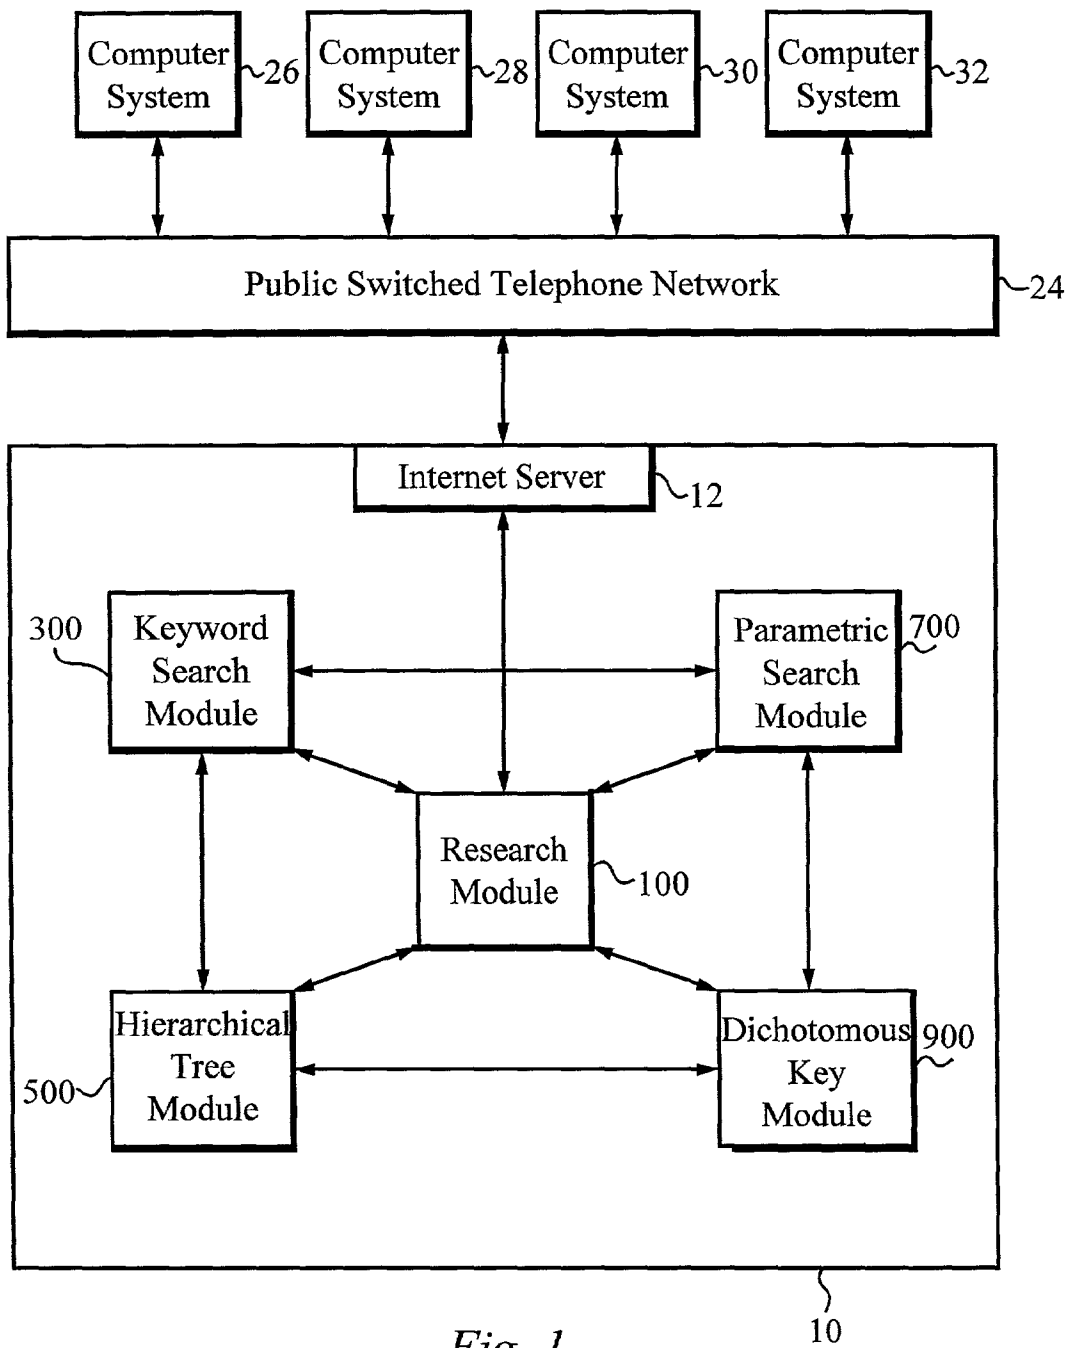 Computer
System
26
Computer
System
28
Computer
System
30
Computer
System
32
Public Switched Telephone Network
24
Internet Server
12
300
Keyword
Search
Module
Parametric
Search
Module
700
Research
Module
100
Hierarchical
Tree
Module
500
Dichotomous
Key
Module
900
10
Fig. 1